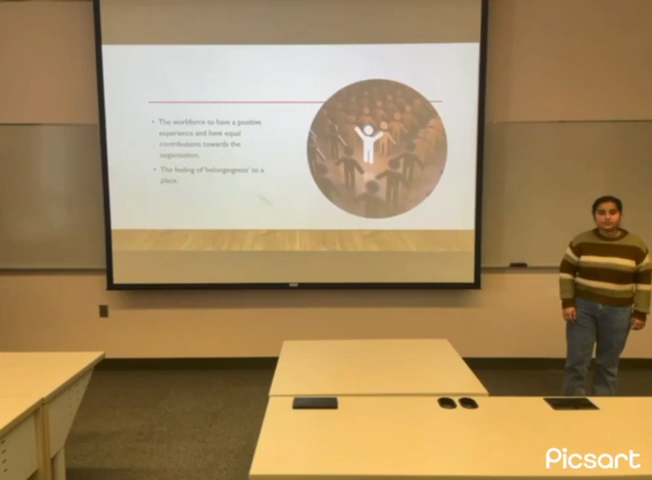 • The workforce to have a positive
experience and have equal
contributions towards the
organisation.
• The feeling of 'belongingness' to a
place.
Picsart